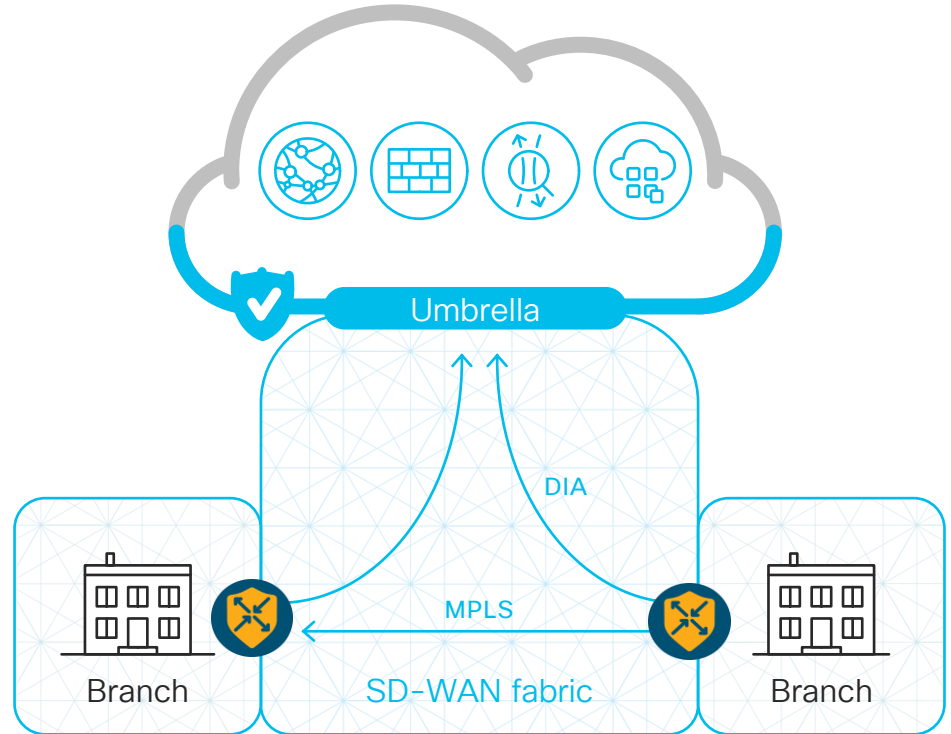 Umbrella
DIA
MPLS
Branch
SD-WAN fabric
Branch